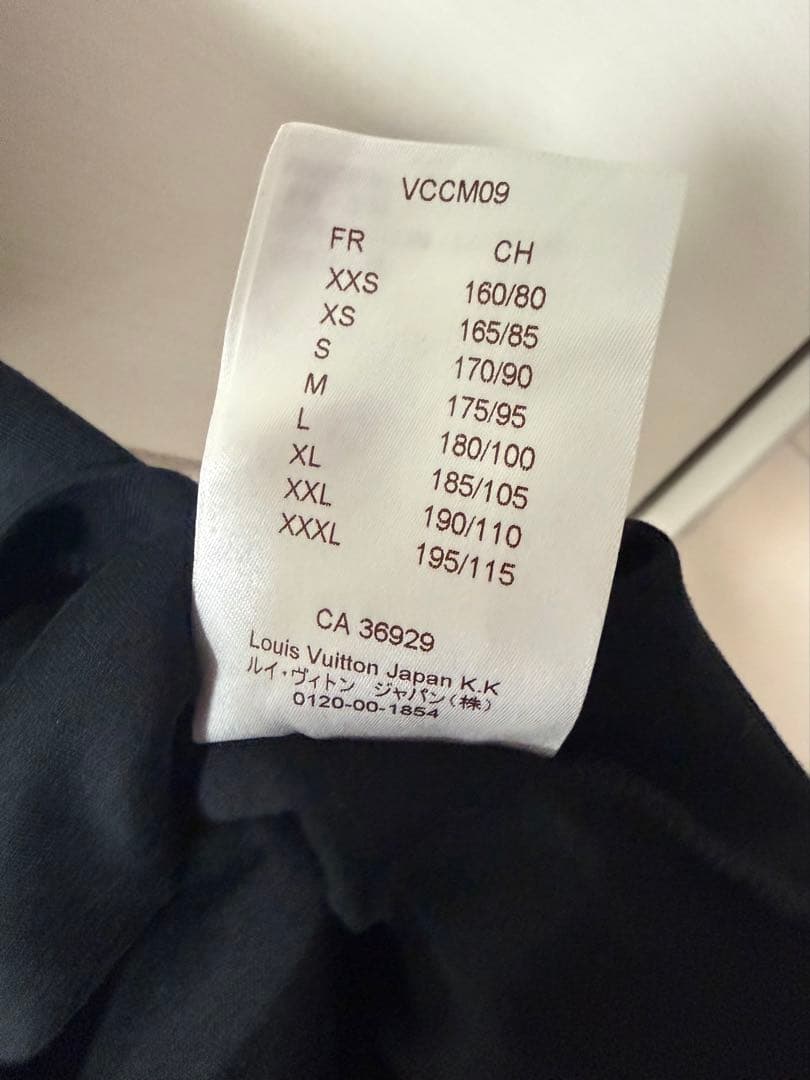 VCCM09
FR CH
XXS 160/80
XS 165/85
S 170/90
M 175/95
L 180/100
XL 185/105
XXL 190/110
XXXL 195/115
CA 36929
Louis Vuitton Japan K.K
ルイ・ヴィトン ジャパン(株)
0120-00-1854